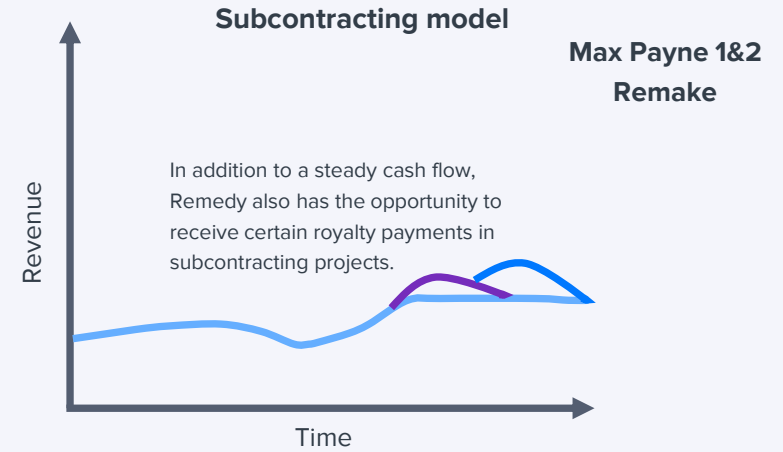 Subcontracting model
Max Payne 1&2
Remake
In addition to a steady cash flow,
Remedy also has the opportunity to
receive certain royalty payments in
subcontracting projects.
Revenue
Time